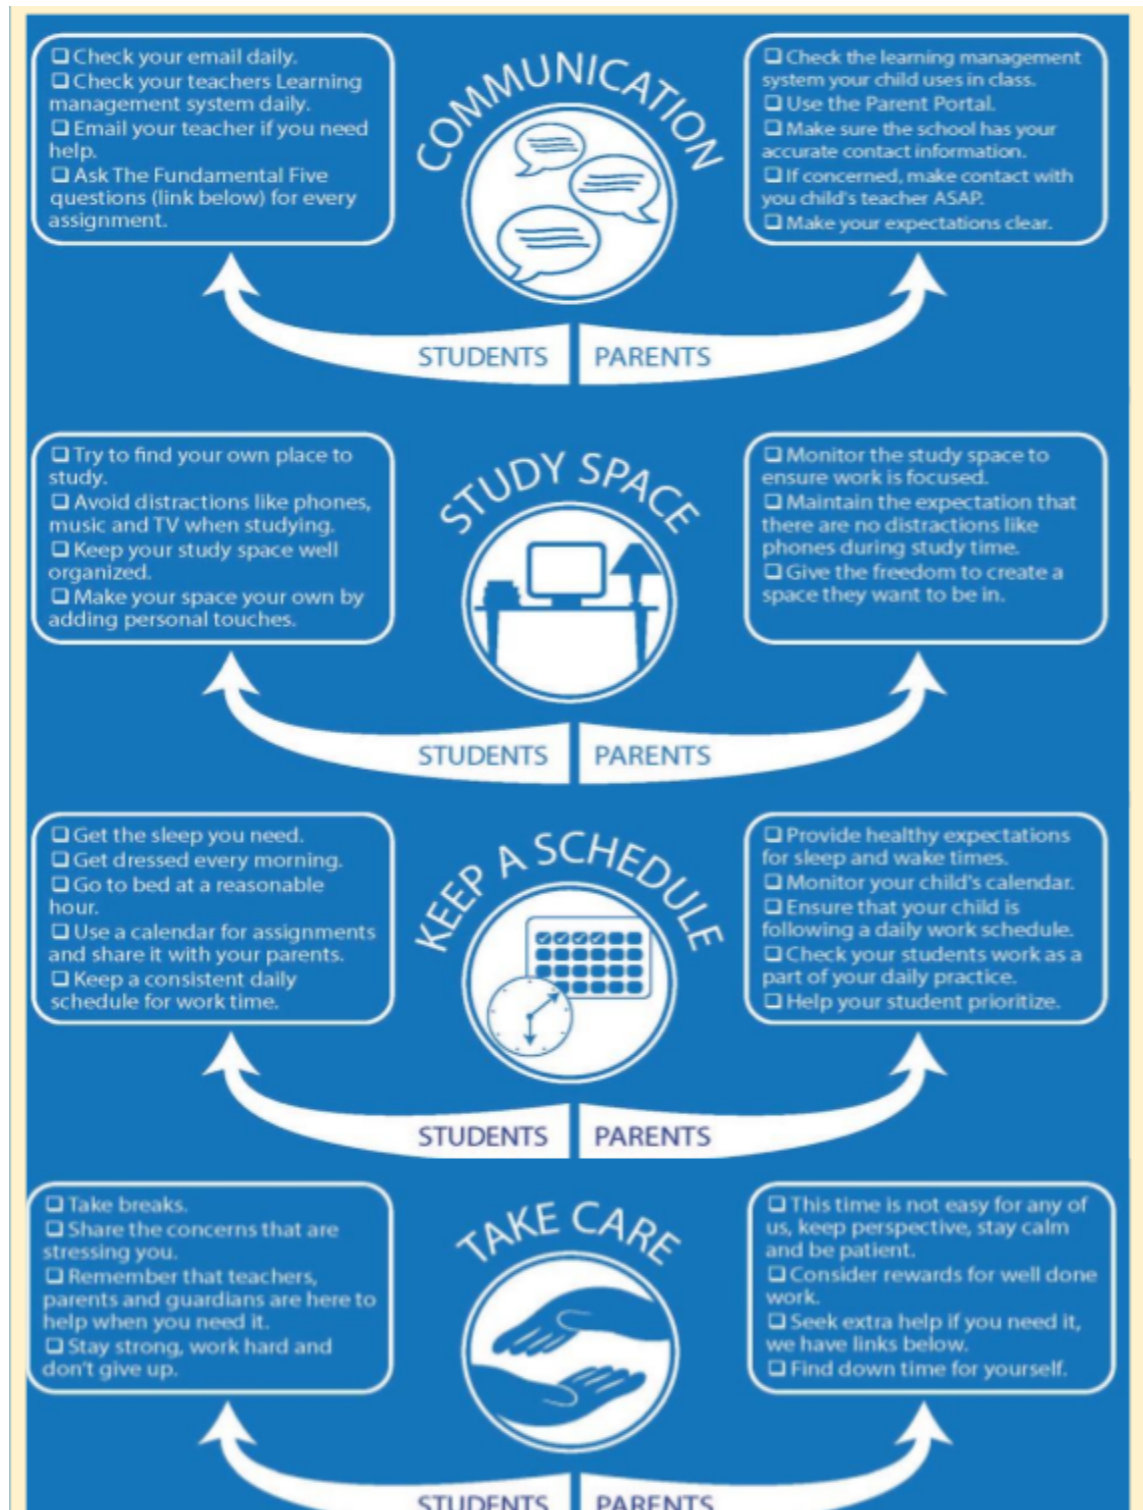 COMMUNICATION
❑ Check your email daily.
❑ Check your teachers Learning
management system daily.
❑ Email your teacher if you need
help.
❑ Ask The Fundamental Five
questions (link below) for every
assignment.
❑ Check the learning management
system your child uses in class.
❑ Use the Parent Portal.
❑ Make sure the school has your
accurate contact information.
❑ If concerned, make contact with
you child's teacher ASAP.
❑ Make your expectations clear.
STUDENTS
PARENTS
STUDY SPACE
❑ Try to find your own place to
study.
❑ Avoid distractions like phones,
music and TV when studying.
❑ Keep your study space well
organized.
❑ Make your space your own by
adding personal touches.
❑ Monitor the study space to
ensure work is focused.
❑ Maintain the expectation that
there are no distractions like
phones during study time.
❑ Give the freedom to create a
space they want to be in.
STUDENTS
PARENTS
KEEP A SCHEDULE
❑ Get the sleep you need.
❑ Get dressed every morning.
❑ Go to bed at a reasonable
hour.
❑ Use a calendar for assignments
and share it with your parents.
❑ Keep a consistent daily
schedule for work time.
❑ Provide healthy expectations
for sleep and wake times.
❑ Monitor your child's calendar.
❑ Ensure that your child is
following a daily work schedule.
❑ Check your students work as a
part of your daily practice.
❑ Help your student prioritize.
STUDENTS
PARENTS
TAKE CARE
❑ Take breaks.
❑ Share the concerns that are
stressing you.
❑ Remember that teachers,
parents and guardians are here to
help when you need it.
❑ Stay strong, work hard and
don't give up.
❑ This time is not easy for any of
us, keep perspective, stay calm
and be patient.
❑ Consider rewards for well done
work.
❑ Seek extra help if you need it,
we have links below.
❑ Find down time for yourself.
STUDENTS
PARENTS